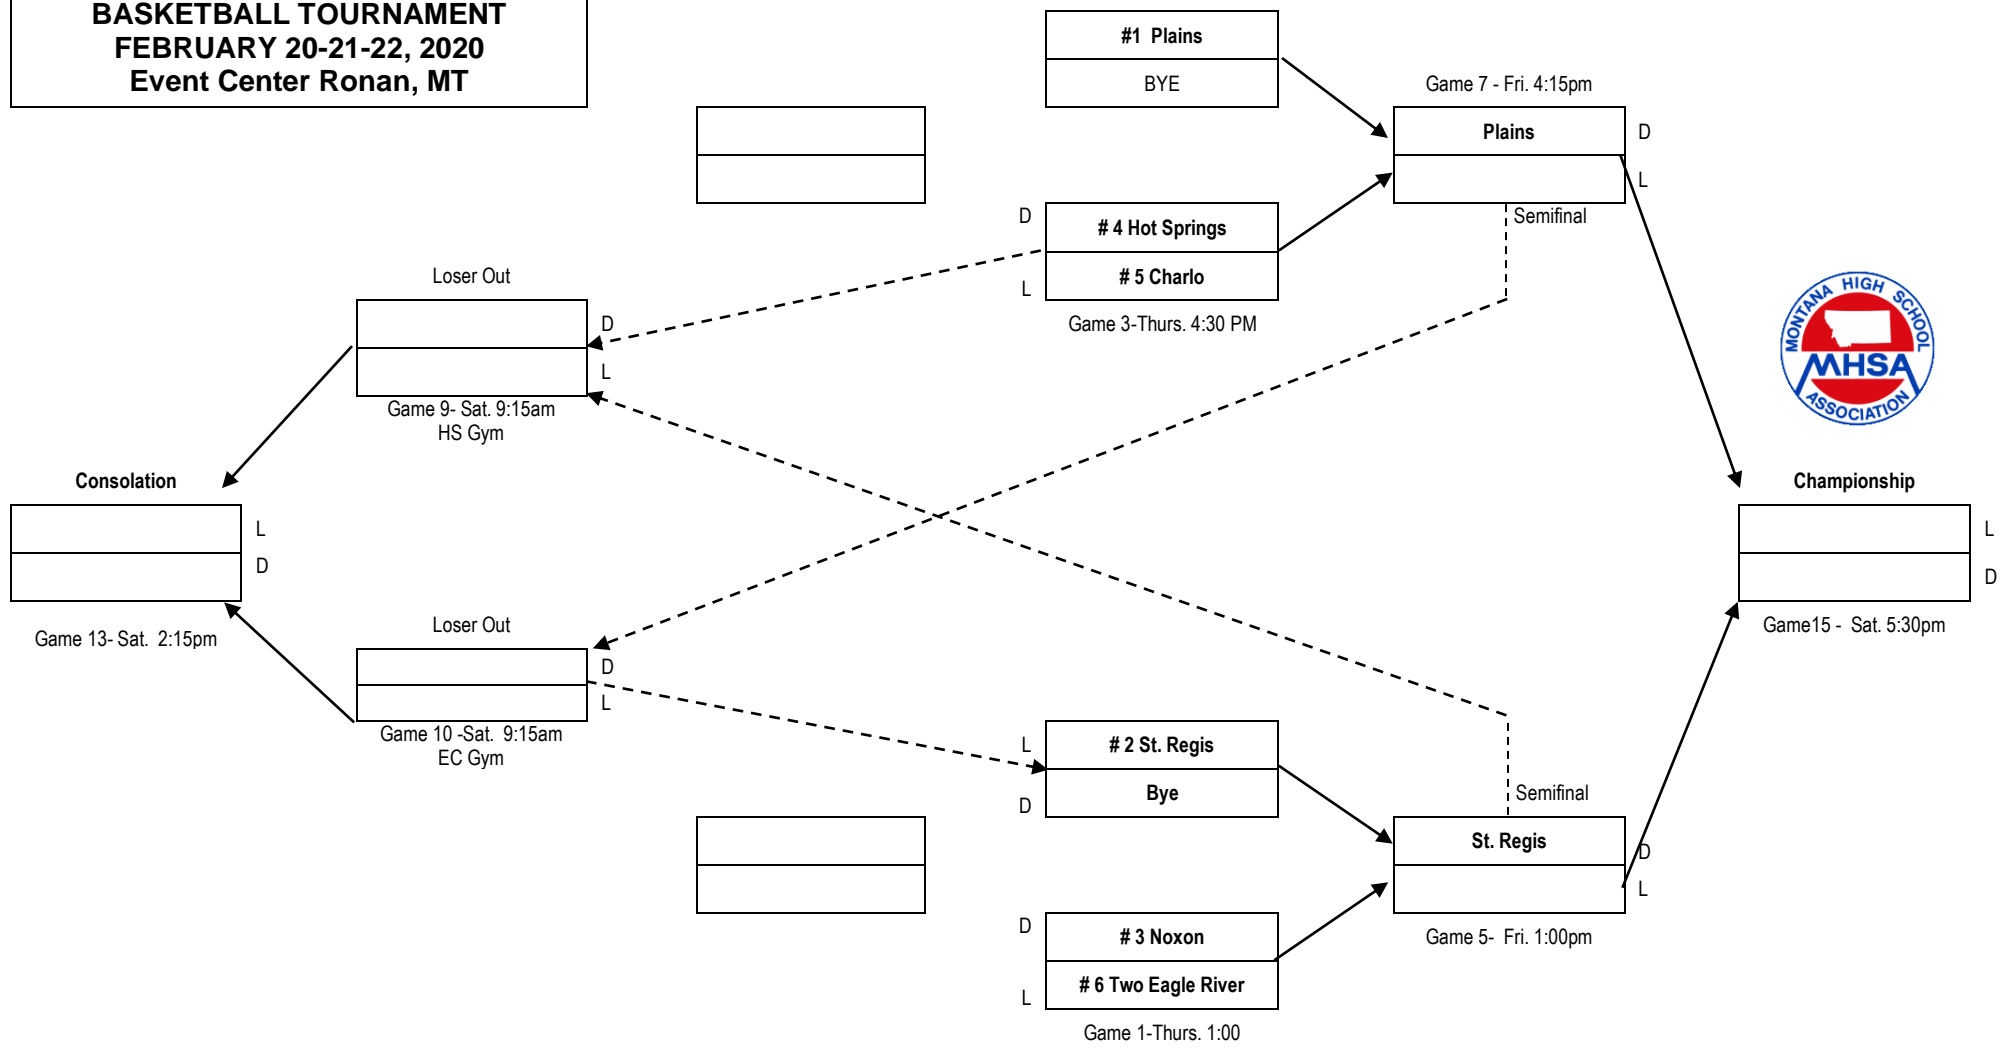 BASKETBALL TOURNAMENT
FEBRUARY 20-21-22, 2020
Event Center Ronan, MT
#1 Plains
BYE
Game 7 - Fri. 4:15pm
Plains
D
L
Semifinal
D
# 4 Hot Springs
# 5 Charlo
L
Game 3-Thurs. 4:30 PM
Loser Out
D
L
Game 9- Sat. 9:15am
HS Gym
MONTANA HIGH SCHOOL
MHSA
ASSOCIATION
Consolation
L
D
Game 13- Sat. 2:15pm
Championship
L
D
Game15 - Sat. 5:30pm
Loser Out
D
L
Game 10 -Sat. 9:15am
EC Gym
L
# 2 St. Regis
Bye
D
Semifinal
St. Regis
D
L
Game 5- Fri. 1:00pm
D
# 3 Noxon
# 6 Two Eagle River
L
Game 1-Thurs. 1:00